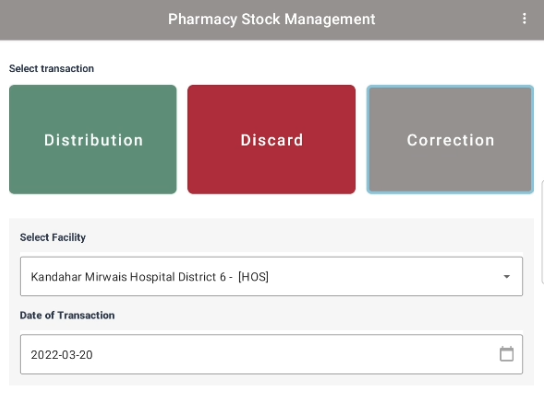 Pharmacy Stock Management
Select transaction
Distribution
Discard
Correction
Select Facility
Kandahar Mirwais Hospital District 6 - [HOS]
Date of Transaction
2022-03-20